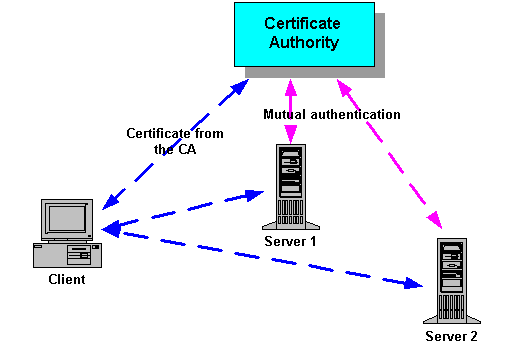 Certificate
Authority
Mutual authentication
Certificate from
the CA
Server 1
Client
Server 2